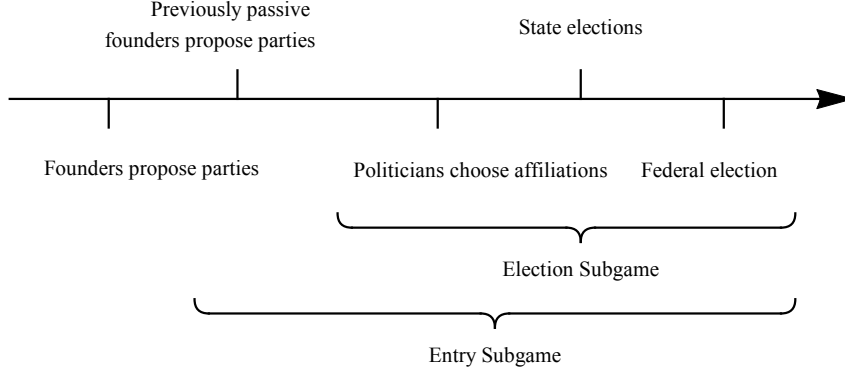 Previously passive
founders propose parties
State elections
Founders propose parties
Politicians choose affiliations
Federal election
Election Subgame
Entry Subgame